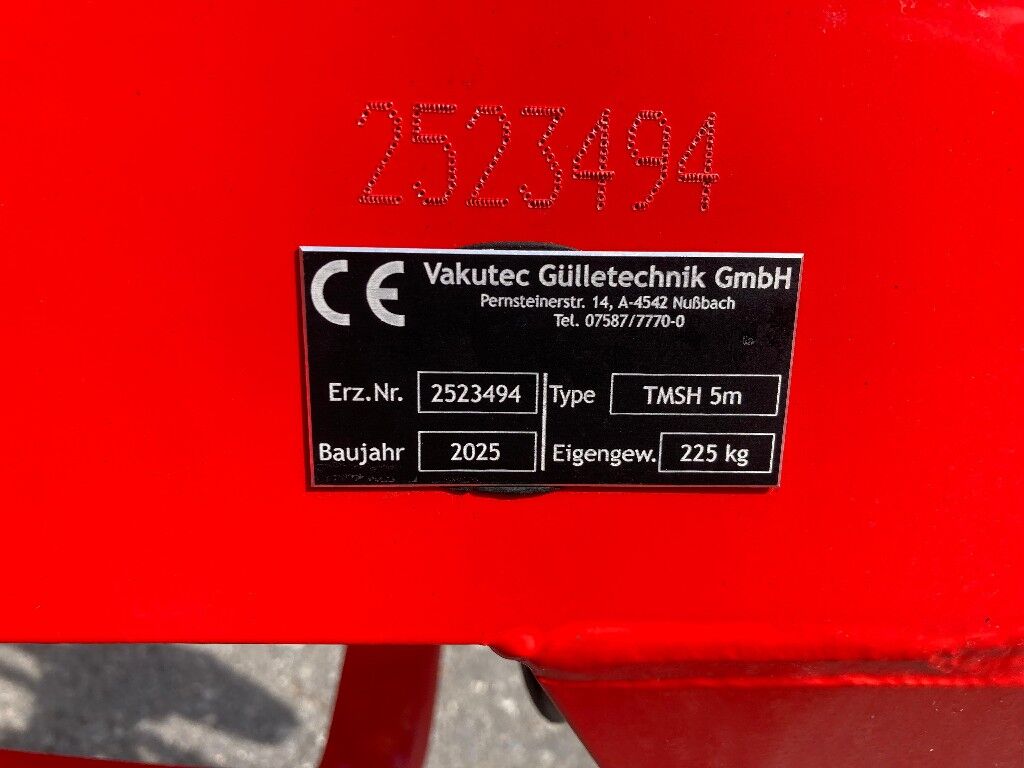 2523494
CE Vakutec Gülletechnik GmbH
Pernsteinerstr. 14, A-4542 Nußbach
Tel. 07587/7770-0
Erz.Nr. 2523494 Type TMSH 5m
Baujahr 2025 Eigengew. 225 kg